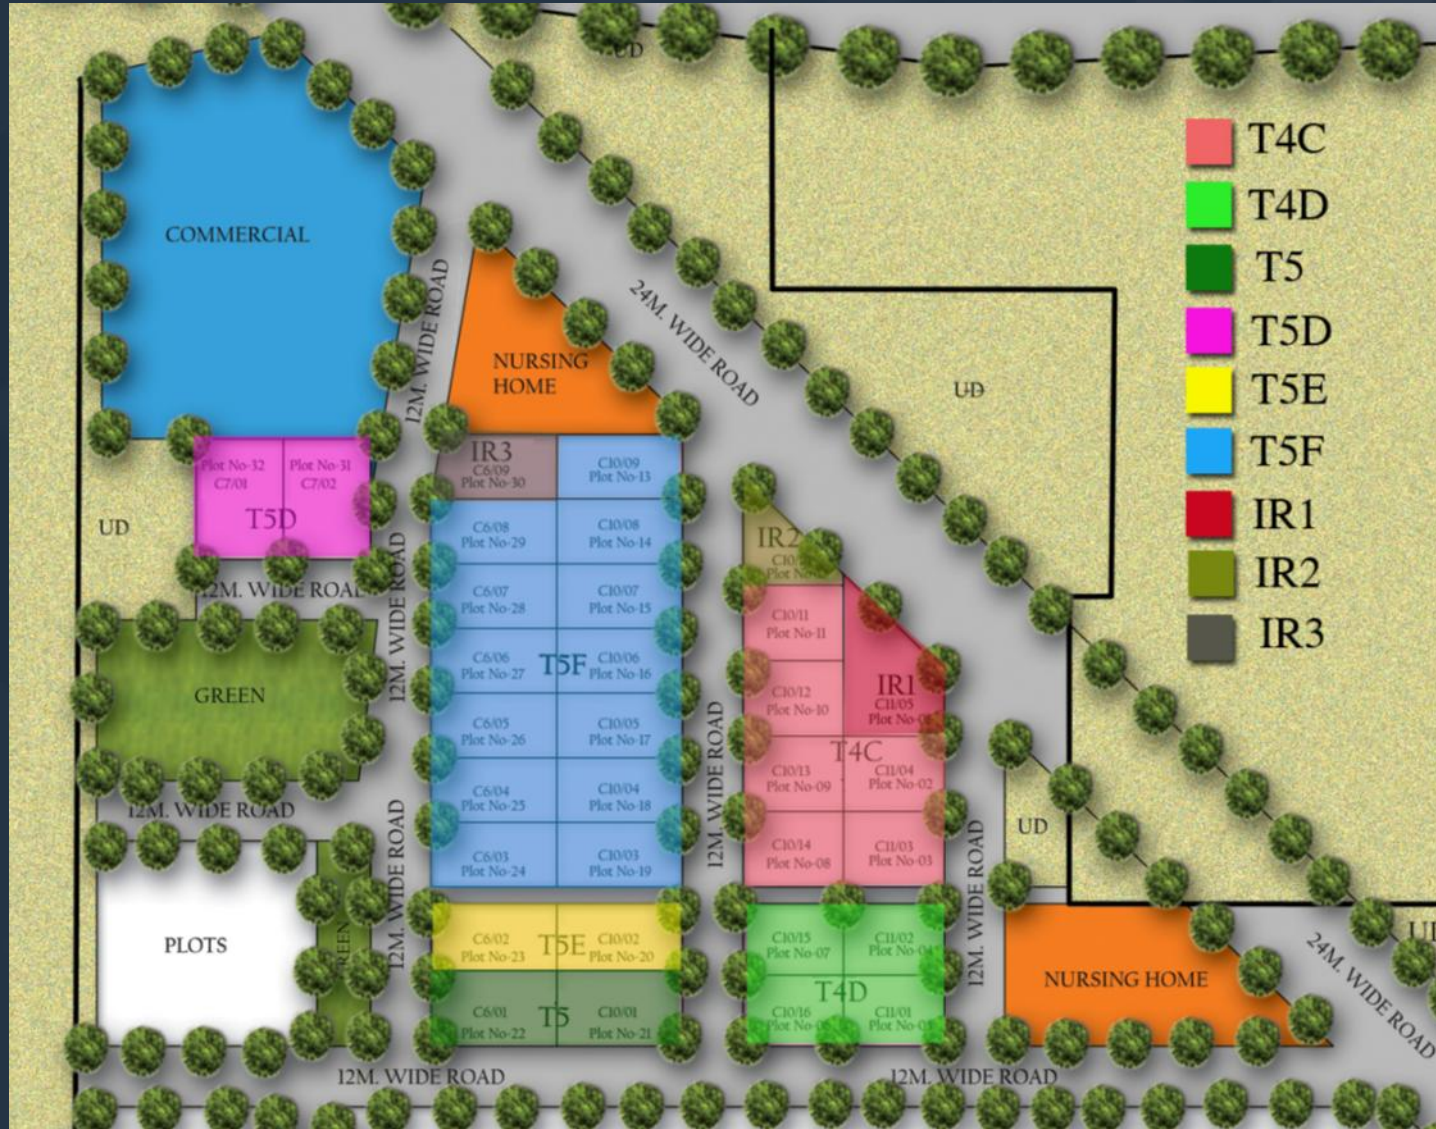 UD
T4C
T4D
T5
T5D
T5E
T5F
IR1
IR2
IR3
COMMERCIAL
12M. WIDE ROAD
24M. WIDE ROAD
NURSING
HOME
UD
Plot No-32
C7/01
Plot No-31
C7/02
T5D
UD
12M. WIDE ROAD
GREEN
12M. WIDE ROAD
12M. WIDE ROAD
PLOTS
12M. WIDE ROAD
IR3
C6/09
Plot No-30
C10/09
Plot No-13
C6/08
Plot No-29
C10/08
Plot No-14
C6/07
Plot No-28
C10/07
Plot No-15
C6/06
Plot No-27
T5F
C10/06
Plot No-16
C6/05
Plot No-26
C10/05
Plot No-17
C6/04
Plot No-25
C10/04
Plot No-18
C6/03
Plot No-24
C10/03
Plot No-19
C6/02
Plot No-23
T5E
C10/02
Plot No-20
C6/01
Plot No-22
T5
C10/01
Plot No-21
12M. WIDE ROAD
IR2
C10/11
Plot No-11
C10/12
Plot No-10
IR1
C11/05
T4C
C10/13
Plot No-09
C11/04
Plot No-02
C10/14
Plot No-08
C11/03
Plot No-03
C10/15
Plot No-07
C11/02
T4D
C10/16
C11/01
12M. WIDE ROAD
UD
NURSING HOME
24M. WIDE ROAD
12M. WIDE ROAD
12M. WIDE ROAD